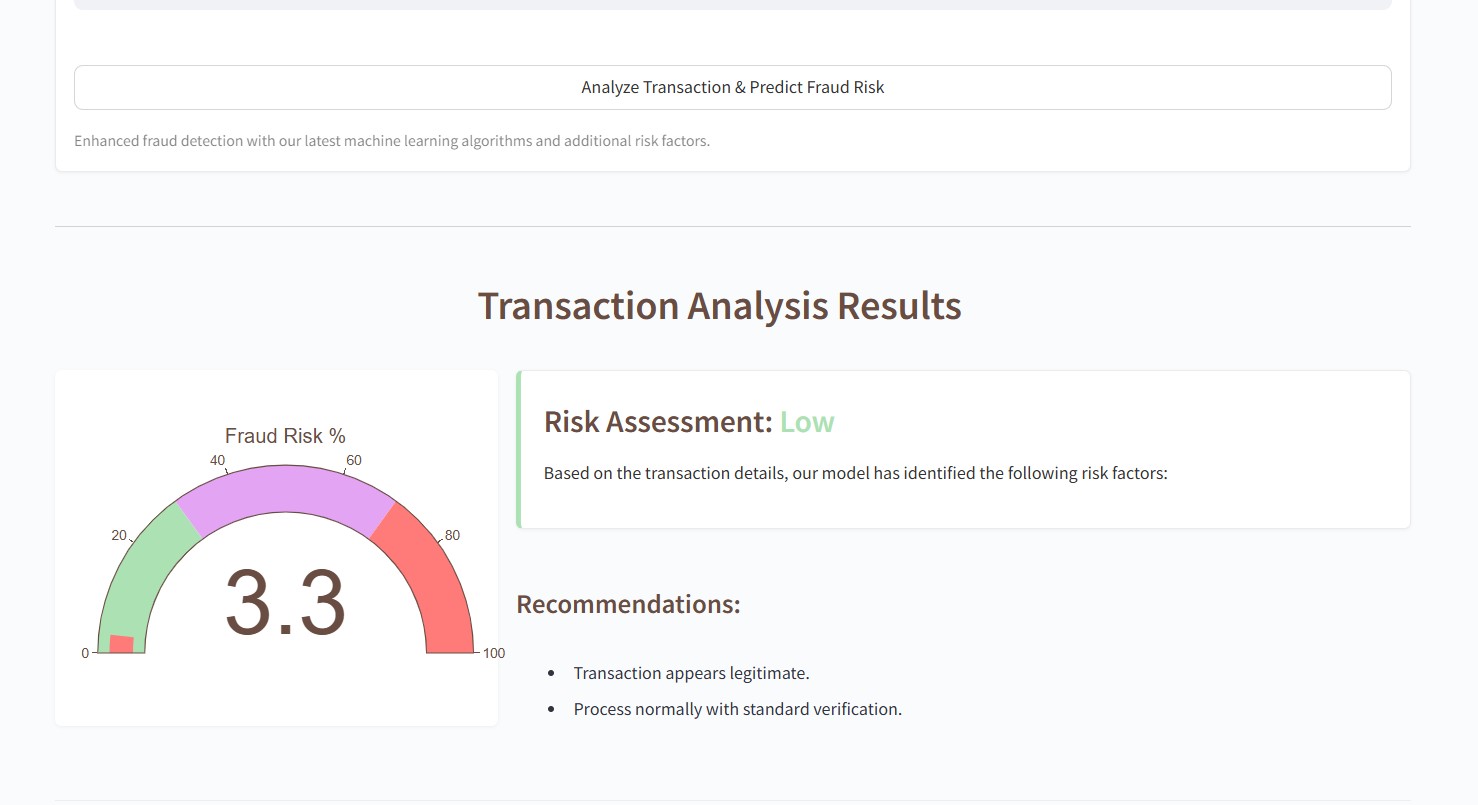 Analyze Transaction & Predict Fraud Risk
Enhanced fraud detection with our latest machine learning algorithms and additional risk factors.
Transaction Analysis Results
Fraud Risk %
0
20
40
60
80
100
3.3
Risk Assessment: Low
Based on the transaction details, our model has identified the following risk factors:
Recommendations:
• Transaction appears legitimate.
• Process normally with standard verification.